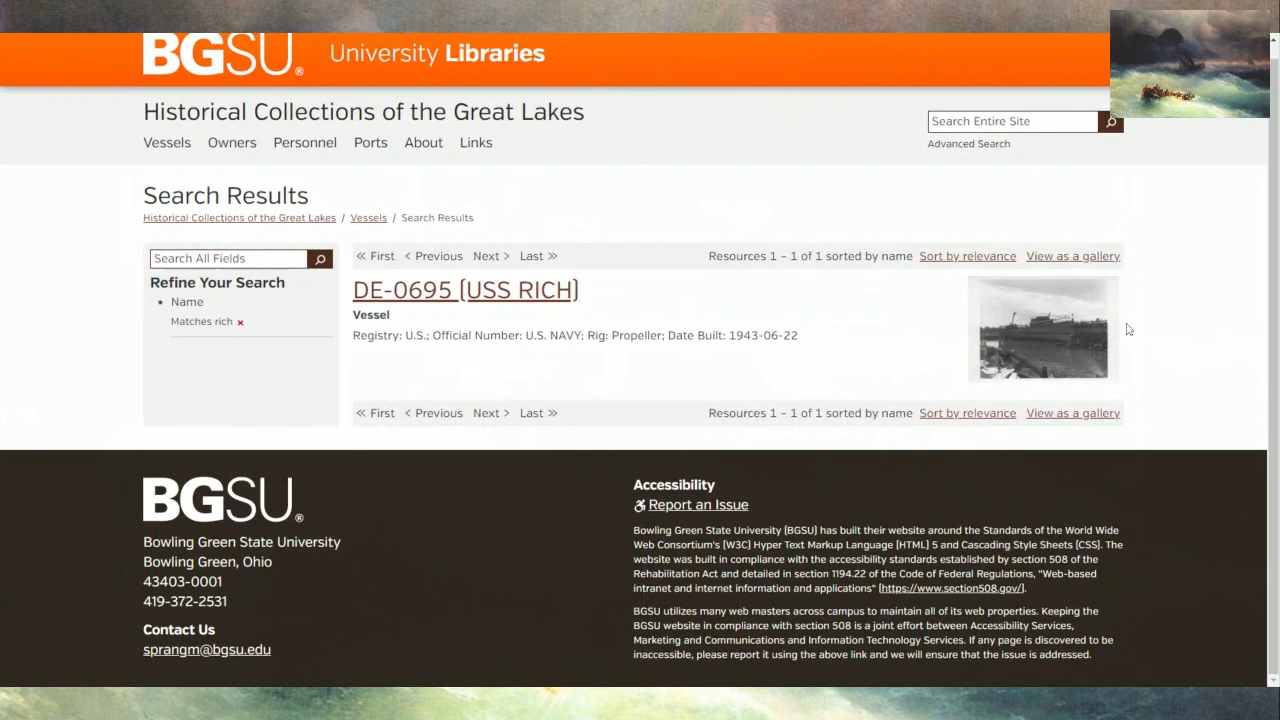 BGSU®
University Libraries
Historical Collections of the Great Lakes
Search Entire Site
Vessels Owners Personnel Ports About Links
Advanced Search
Search Results
Historical Collections of the Great Lakes / Vessels / Search Results
Search All Fields
Refine Your Search
• Name
Matches rich ×
« First < Previous Next > Last » Resources 1 – 1 of 1 sorted by name Sort by relevance View as a gallery
DE-0695 (USS RICH)
Vessel
Registry: U.S.; Official Number: U.S. NAVY; Rig: Propeller; Date Built: 1943-06-22
« First < Previous Next > Last » Resources 1 – 1 of 1 sorted by name Sort by relevance View as a gallery
BGSU®
Bowling Green State University
Bowling Green, Ohio
43403-0001
419-372-2531
Contact Us
sprangm@bgsu.edu
Accessibility
Report an Issue
Bowling Green State University (BGSU) has built their website around the Standards of the World Wide
Web Consortium's (W3C) Hyper Text Markup Language (HTML) 5 and Cascading Style Sheets (CSS). The
website was built in compliance with the accessibility standards established by section 508 of the
Rehabilitation Act and detailed in section 1194.22 of the Code of Federal Regulations, "Web-based
intranet and internet information and applications" (https://www.section508.gov/).
BGSU utilizes many web masters across campus to maintain all of its web properties. Keeping the
BGSU website in compliance with section 508 is a joint effort between Accessibility Services,
Marketing and Communications and Information Technology Services. If any page is discovered to be
inaccessible, please report it using the above link and we will ensure that the issue is addressed.